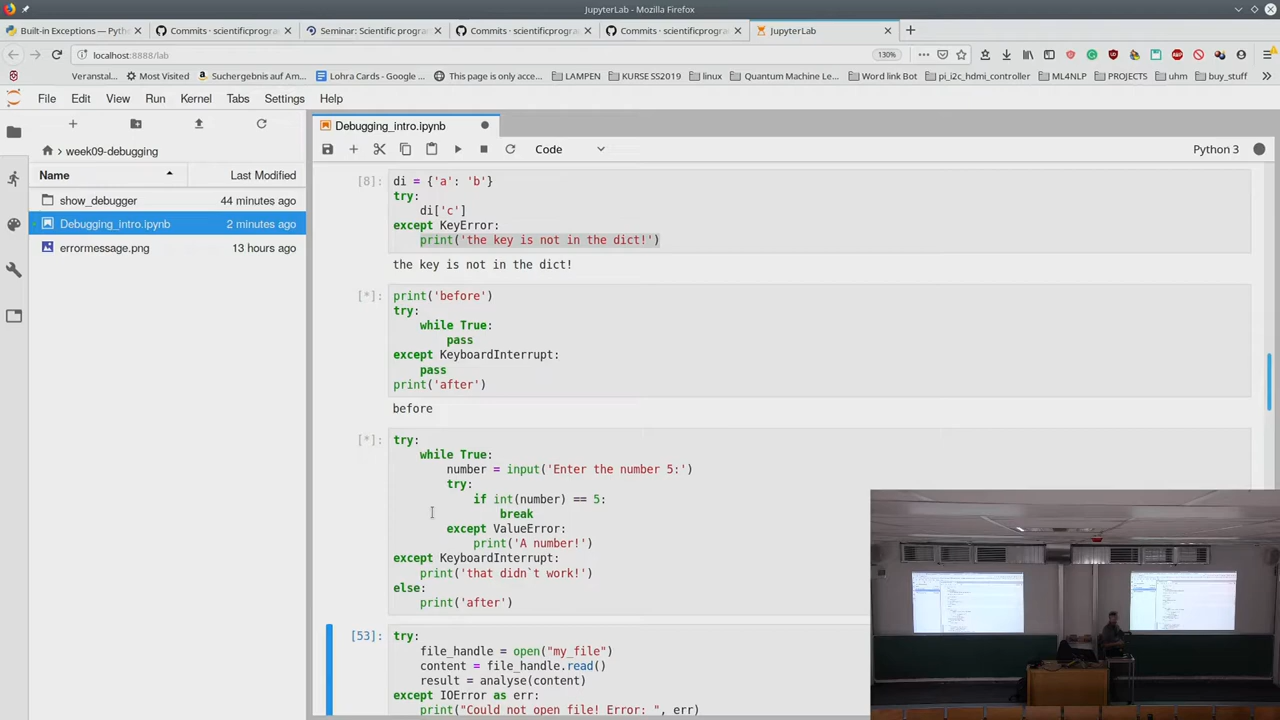 JupyterLab - Mozilla Firefox
Built-in Exceptions — Pytho
Commits · scientificprogra
Seminar: Scientific program
Commits · scientificprogra
Commits · scientificprogra
JupyterLab
localhost:8888/lab
130%
Veranstal...
Most Visited
Suchergebnis auf Am...
Lohra Cards - Google ...
This page is only acce...
LAMPEN
KURSE SS2019
linux
Quantum Machine Le...
Word link Bot
pi_i2c_hdmi_controller
ML4NLP
PROJECTS
uhm
buy_stuff
File Edit View Run Kernel Tabs Settings Help
week09-debugging
Name Last Modified
show_debugger 44 minutes ago
Debugging_intro.ipynb 2 minutes ago
errormessage.png 13 hours ago
Debugging_intro.ipynb
Code
Python 3
[8]: di = {'a': 'b'}
try:
di['c']
except KeyError:
print('the key is not in the dict!')
the key is not in the dict!
[*]: print('before')
try:
while True:
pass
except KeyboardInterrupt:
pass
print('after')
before
[*]: try:
while True:
number = input('Enter the number 5:')
try:
if int(number) == 5:
break
except ValueError:
print('A number!')
except KeyboardInterrupt:
print('that didn`t work!')
else:
print('after')
[53]: try:
file_handle = open("my_file")
content = file_handle.read()
result = analyse(content)
except IOError as err:
print("Could not open file! Error: ", err)